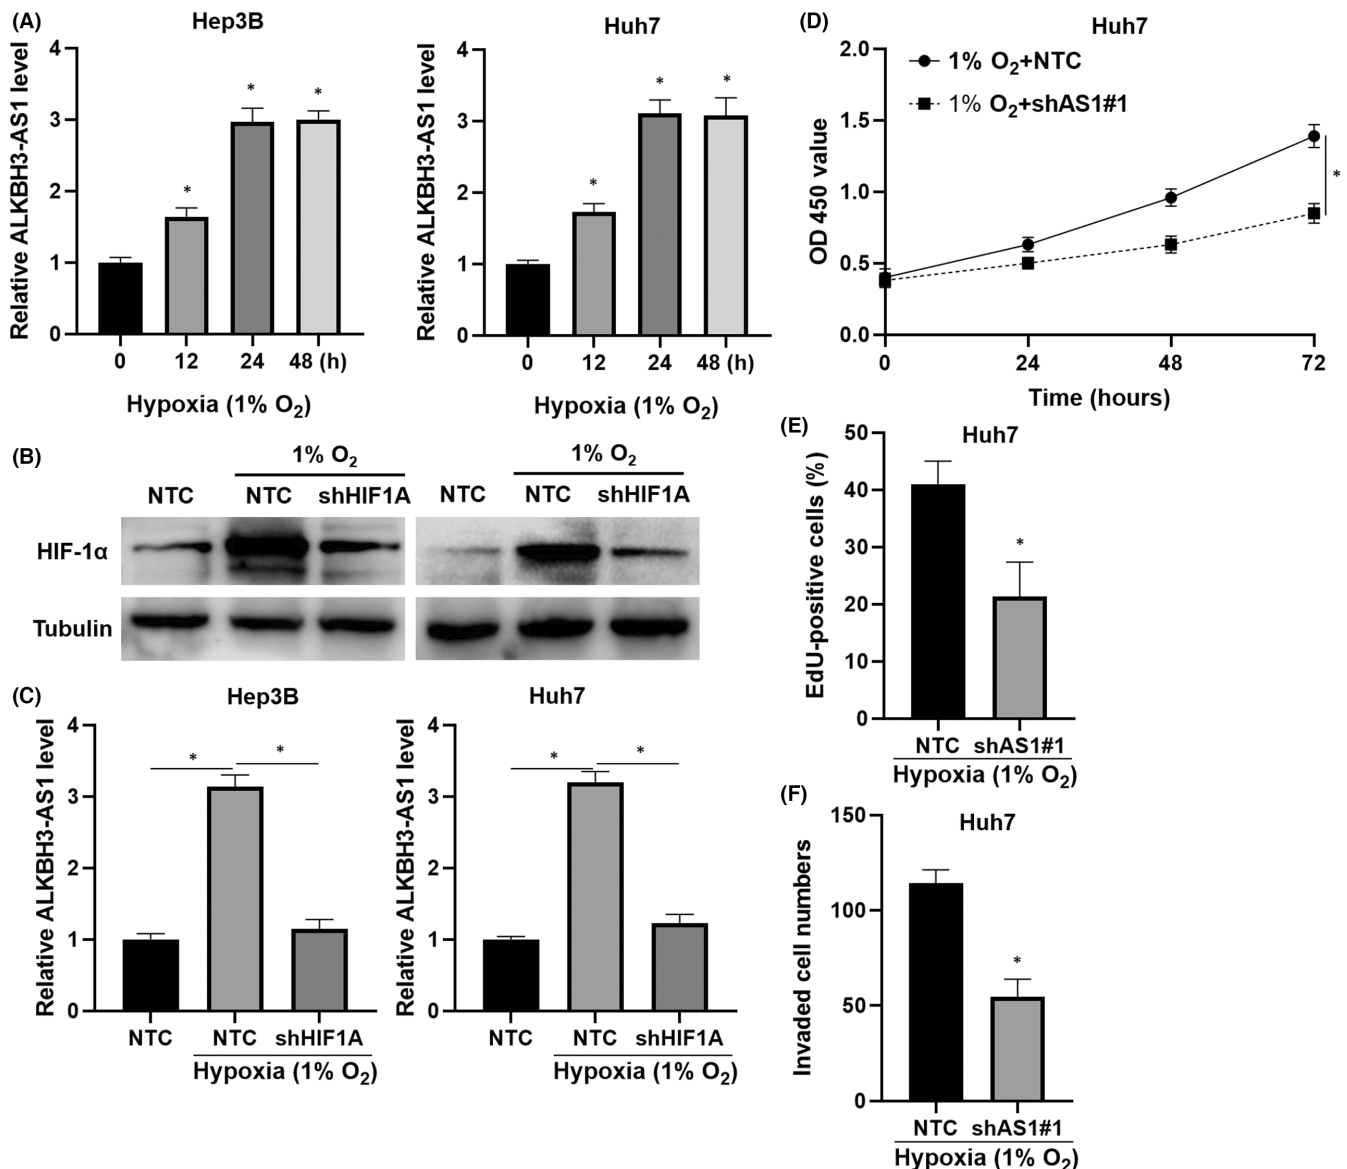 (A)
Hep3B
Relative ALKBH3-AS1 level
4
3
2
1
0
* * *
0 12 24 48 (h)
Hypoxia (1% O₂)
Huh7
Relative ALKBH3-AS1 level
4
3
2
1
0
* * *
0 12 24 48 (h)
Hypoxia (1% O₂)
(B)
1% O₂
NTC NTC shHIF1A
1% O₂
NTC NTC shHIF1A
HIF-1α
Tubulin
(C)
Hep3B
Relative ALKBH3-AS1 level
4
3
2
1
0
* *
NTC NTC shHIF1A
Hypoxia (1% O₂)
Huh7
Relative ALKBH3-AS1 level
4
3
2
1
0
* *
NTC NTC shHIF1A
Hypoxia (1% O₂)
(D)
Huh7
1% O₂+NTC
1% O₂+shAS1#1
OD 450 value
2.0
1.5
1.0
0.5
0.0
*
0 24 48 72
Time (hours)
(E)
Huh7
EdU-positive cells (%)
50
40
30
20
10
0
*
NTC shAS1#1
Hypoxia (1% O₂)
(F)
Huh7
Invaded cell numbers
150
100
50
0
*
NTC shAS1#1
Hypoxia (1% O₂)